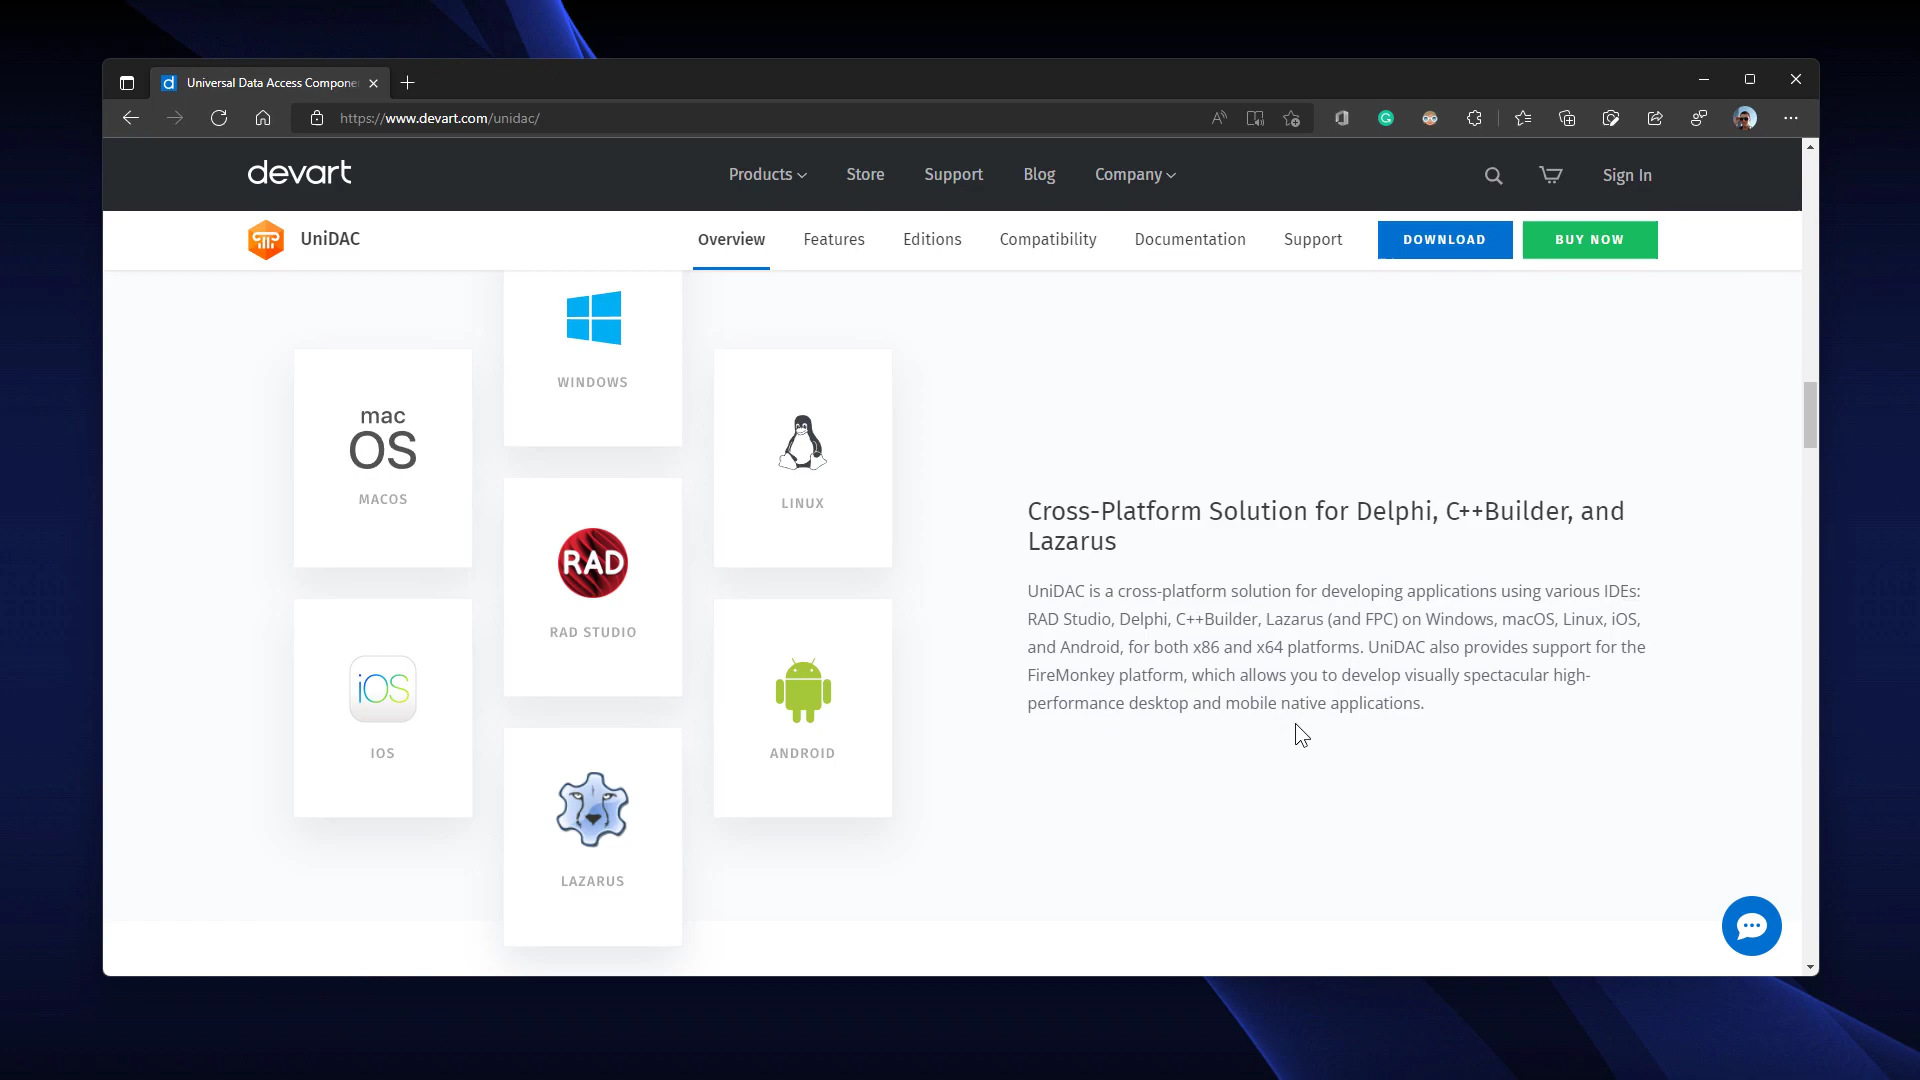 Universal Data Access Compone
https://www.devart.com/unidac/
devart
Products
Store
Support
Blog
Company
Sign In
UniDAC
Overview
Features
Editions
Compatibility
Documentation
Support
DOWNLOAD
BUY NOW
WINDOWS
mac
OS
MACOS
LINUX
RAD
RAD STUDIO
iOS
IOS
ANDROID
LAZARUS
Cross-Platform Solution for Delphi, C++Builder, and
Lazarus
UniDAC is a cross-platform solution for developing applications using various IDEs:
RAD Studio, Delphi, C++Builder, Lazarus (and FPC) on Windows, macOS, Linux, iOS,
and Android, for both x86 and x64 platforms. UniDAC also provides support for the
FireMonkey platform, which allows you to develop visually spectacular high-
performance desktop and mobile native applications.